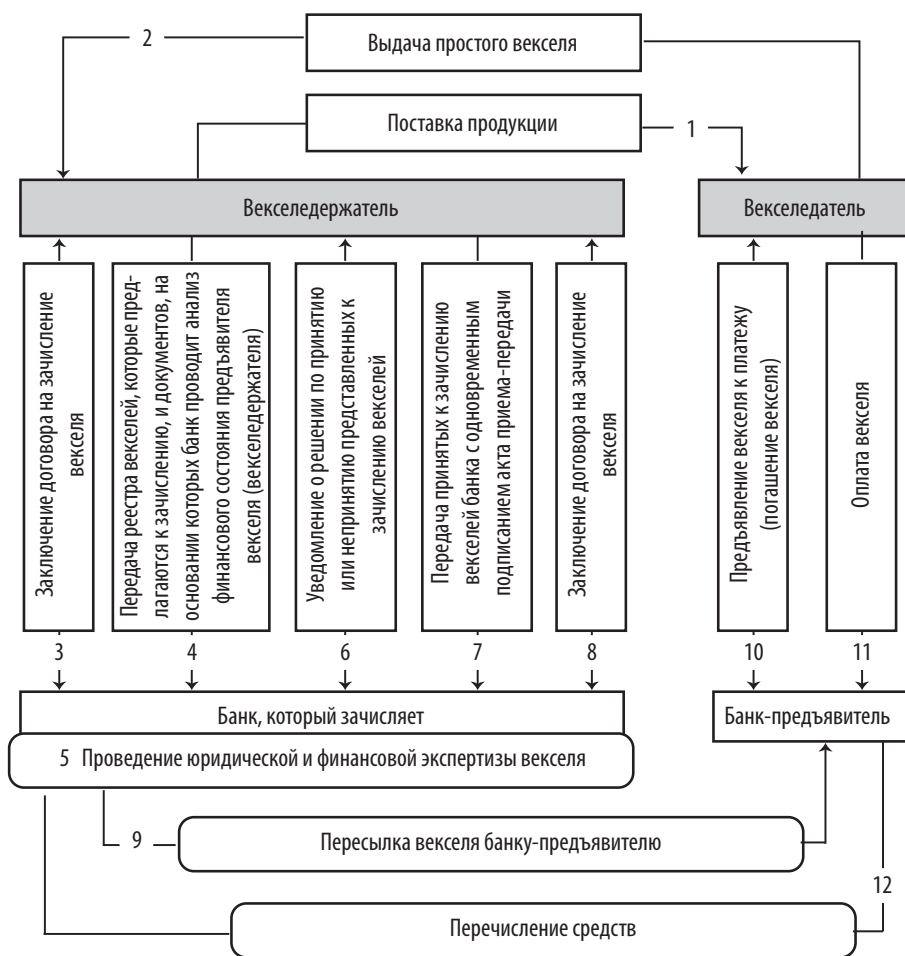 2
Выдача простого векселя
Поставка продукции
1
Векселедержатель
Векселедатель
Заключение договора на зачисление
векселя
Передача реестра векселей, которые пред-
лагаются к зачислению, и документов, на
основании которых банк проводит анализ
финансового состояния предъявителя
векселя (векселедержателя)
Уведомление о решении по принятию
или непринятию представленных к
зачислению векселей
Передача принятых к зачислению
векселей банка с одновременным
подписанием акта приема-передачи
Заключение договора на зачисление
векселя
Предъявление векселя к платежу
(погашение векселя)
Оплата векселя
3
4
6
7
8
10
11
Банк, который зачисляет
Банк-предъявитель
5 Проведение юридической и финансовой экспертизы векселя
9
Пересылка векселя банку-предъявителю
12
Перечисление средств